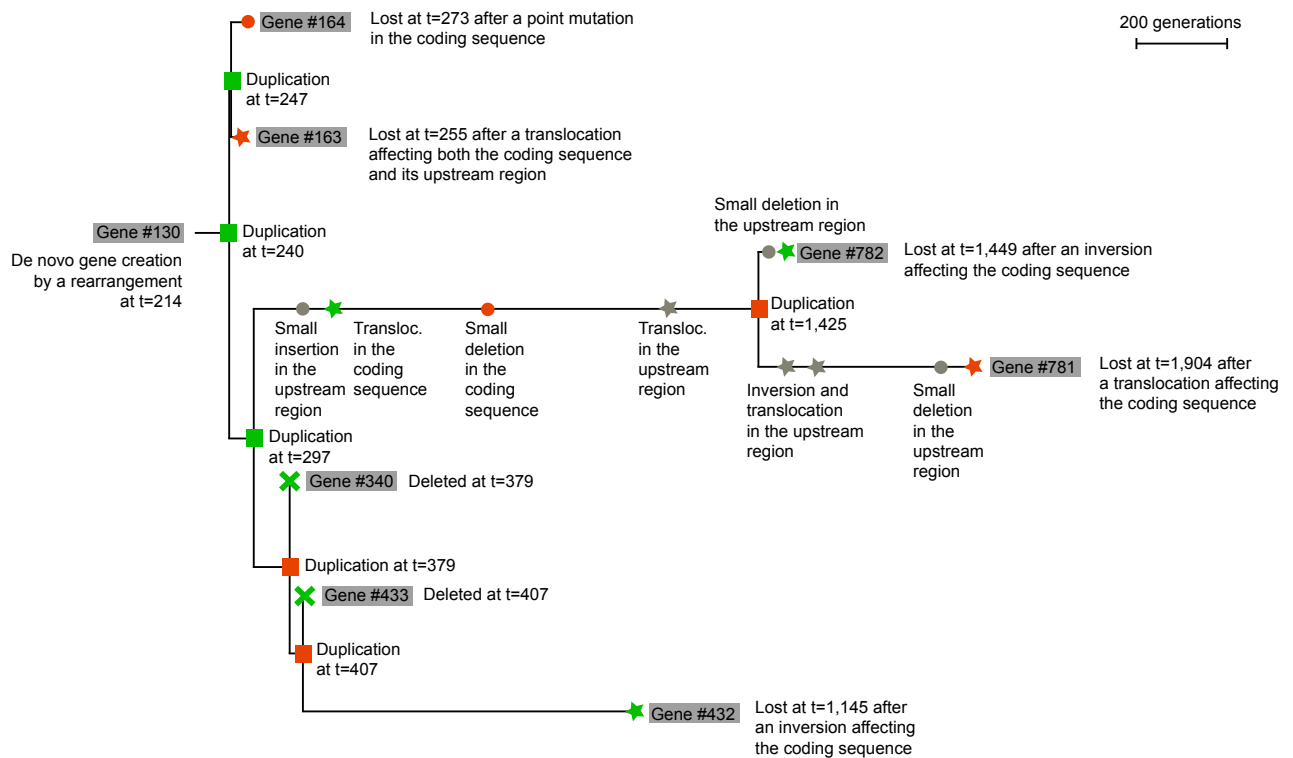 Gene #164
Lost at t=273 after a point mutation
in the coding sequence
200 generations
Duplication
at t=247
Gene #163
Lost at t=255 after a translocation
affecting both the coding sequence
and its upstream region
Gene #130
De novo gene creation
by a rearrangement
at t=214
Duplication
at t=240
Small deletion in
the upstream region
Gene #782
Lost at t=1,449 after an inversion
affecting the coding sequence
Small
insertion
in the
upstream
region
Transloc.
in the
coding
sequence
Small
deletion
in the
coding
sequence
Transloc.
in the
upstream
region
Duplication
at t=1,425
Inversion and
translocation
in the upstream
region
Small
deletion
in the
upstream
region
Gene #781
Lost at t=1,904 after
a translocation affecting
the coding sequence
Duplication
at t=297
Gene #340
Deleted at t=379
Duplication at t=379
Gene #433
Deleted at t=407
Duplication
at t=407
Gene #432
Lost at t=1,145 after
an inversion affecting
the coding sequence